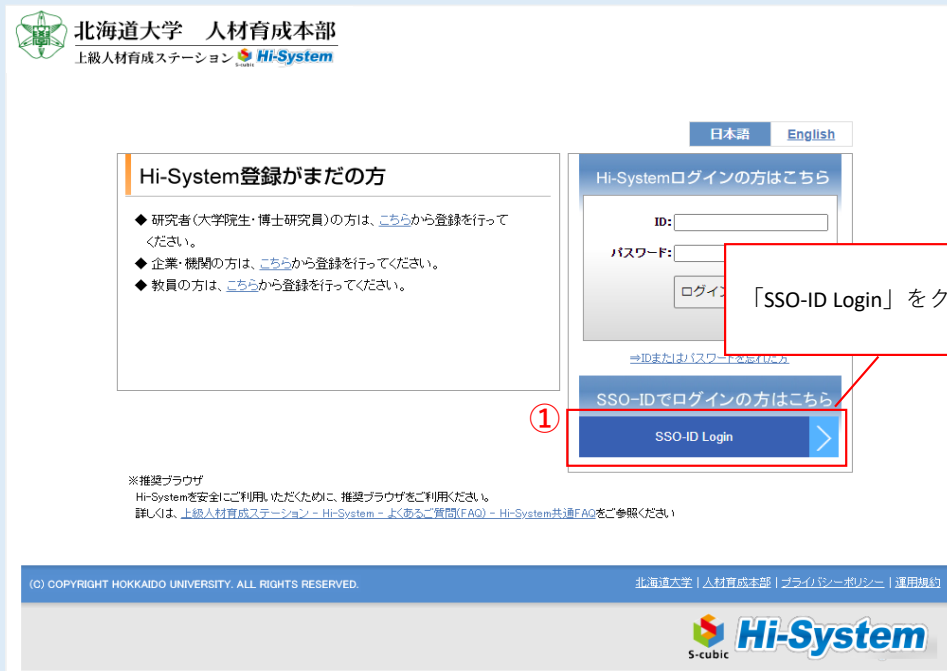 北海道大学　人材育成本部
上級人材育成ステーション S-cubic Hi-System
日本語 English
Hi-System登録がまだの方
◆ 研究者(大学院生・博士研究員)の方は、こちらから登録を行って
ください。
◆ 企業・機関の方は、こちらから登録を行ってください。
◆ 教員の方は、こちらから登録を行ってください。
Hi-Systemログインの方はこちら
ID:
パスワード:
ログイン
「SSO-ID Login」をク
⇒IDまたはパスワードを忘れた方
SSO-IDでログインの方はこちら
①
SSO-ID Login
※推奨ブラウザ
Hi-Systemを安全にご利用いただくために、推奨ブラウザをご利用ください。
詳しくは、上級人材育成ステーション - Hi-System - よくあるご質問(FAQ) - Hi-System共通FAQをご参照ください
(C) COPYRIGHT HOKKAIDO UNIVERSITY. ALL RIGHTS RESERVED.
北海道大学 | 人材育成本部 | プライバシーポリシー | 運用規約
S-cubic Hi-System